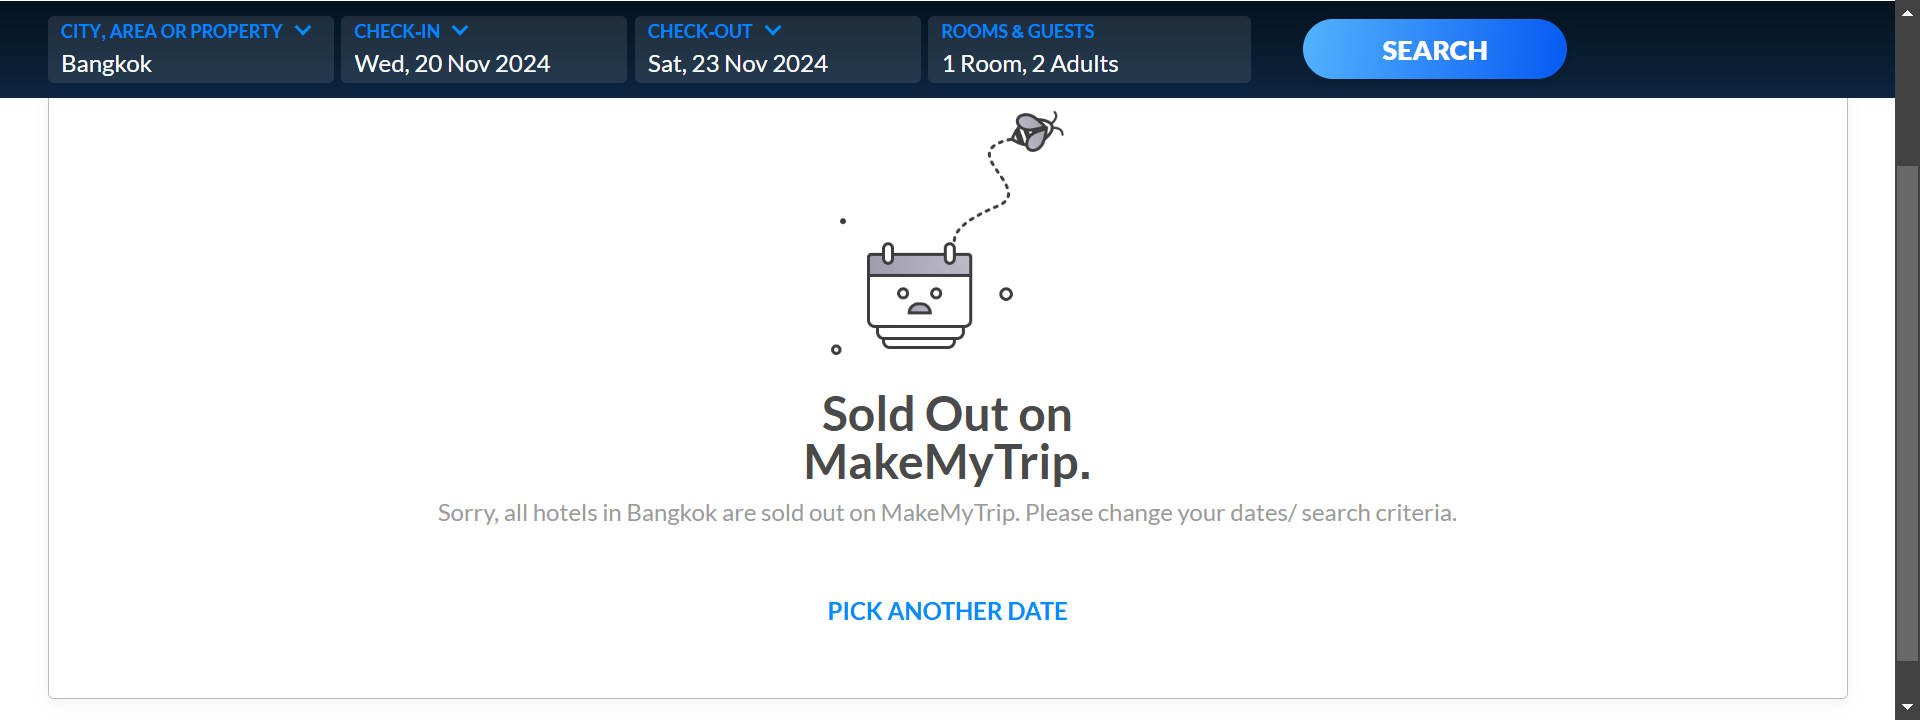 CITY, AREA OR PROPERTY
Bangkok
CHECK-IN
Wed, 20 Nov 2024
CHECK-OUT
Sat, 23 Nov 2024
ROOMS & GUESTS
1 Room, 2 Adults
SEARCH
Sold Out on
MakeMyTrip.
Sorry, all hotels in Bangkok are sold out on MakeMyTrip. Please change your dates/ search criteria.
PICK ANOTHER DATE